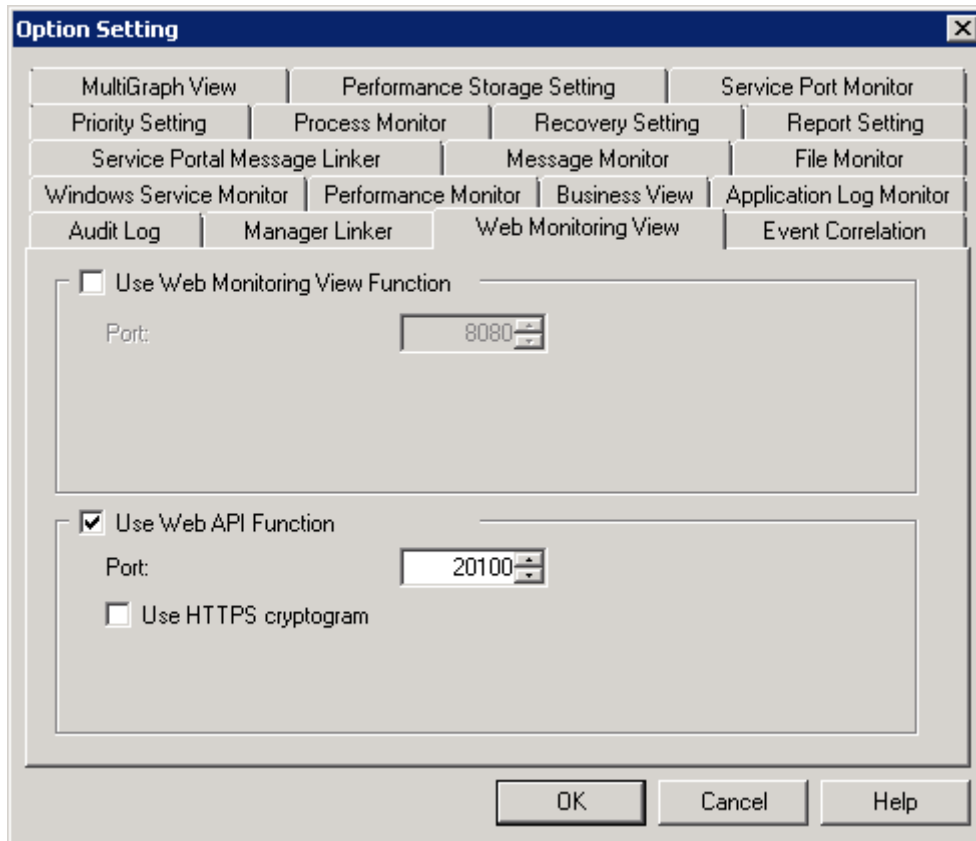 Option Setting
MultiGraph View Performance Storage Setting Service Port Monitor
Priority Setting Process Monitor Recovery Setting Report Setting
Service Portal Message Linker Message Monitor File Monitor
Windows Service Monitor Performance Monitor Business View Application Log Monitor
Audit Log Manager Linker Web Monitoring View Event Correlation
Use Web Monitoring View Function
Port: 8080
Use Web API Function
Port: 20100
Use HTTPS cryptogram
OK Cancel Help